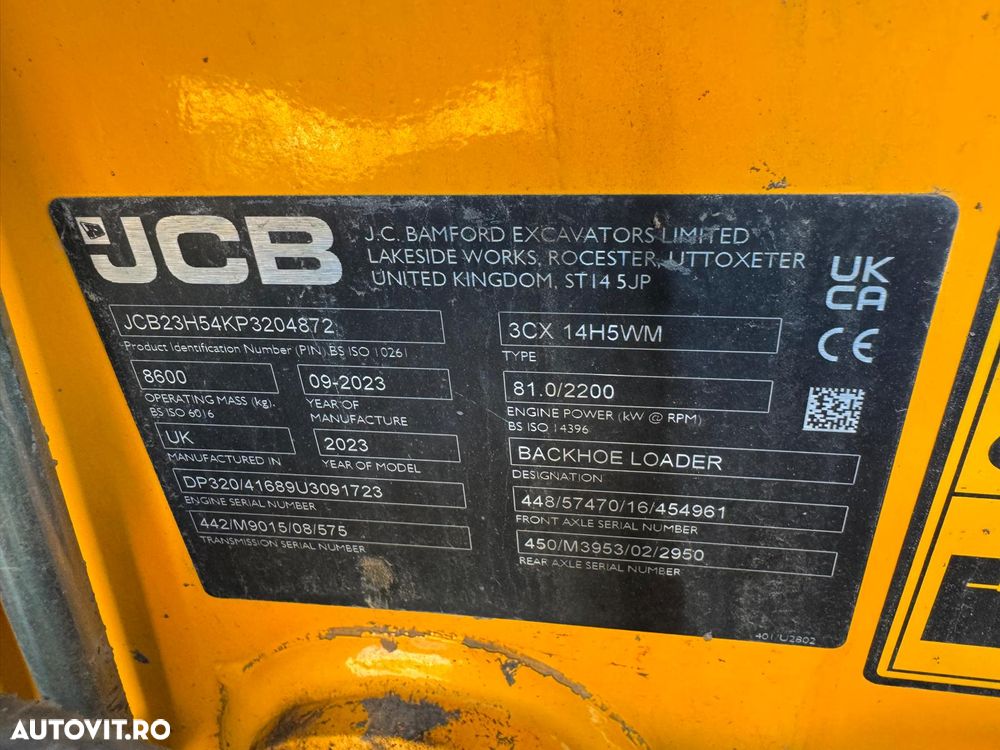 JCB
J.C. BAMFORD EXCAVATORS LIMITED
LAKESIDE WORKS, ROCESTER, UTTOXETER
UNITED KINGDOM, ST14 5JP
UK
CA
CE
JCB23H54KP3204872
Product Identification Number (PIN) BS ISO 10261
3CX 14H5WM
TYPE
8600
OPERATING MASS (kg).
BS ISO 6016
09-2023
YEAR OF
MANUFACTURE
81.0/2200
ENGINE POWER (kW @ RPM)
BS ISO 14396
UK
MANUFACTURED IN
2023
YEAR OF MODEL
BACKHOE LOADER
DESIGNATION
DP320/41689U3091723
ENGINE SERIAL NUMBER
448/57470/16/454961
FRONT AXLE SERIAL NUMBER
442/M9015/08/575
TRANSMISSION SERIAL NUMBER
450/M3953/02/2950
REAR AXLE SERIAL NUMBER
AUTOVIT.RO